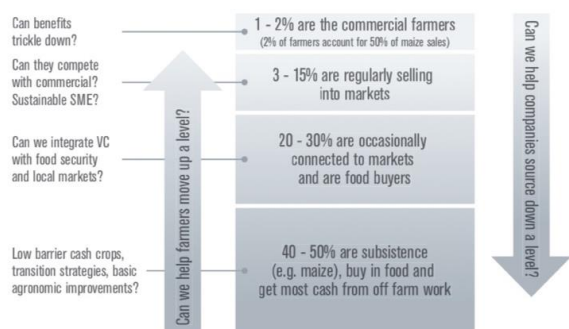 Can benefits
trickle down?
1 - 2% are the commercial farmers
(2% of farmers account for 50% of maize sales)
Can they compete
with commercial?
Sustainable SME?
3 - 15% are regularly selling
into markets
Can we integrate VC
with food security
and local markets?
20 - 30% are occasionally
connected to markets
and are food buyers
Low barrier cash crops,
transition strategies, basic
agronomic improvements?
40 - 50% are subsistence
(e.g. maize), buy in food and
get most cash from off farm work
Can we help farmers move up a level?
Can we help companies source down a level?